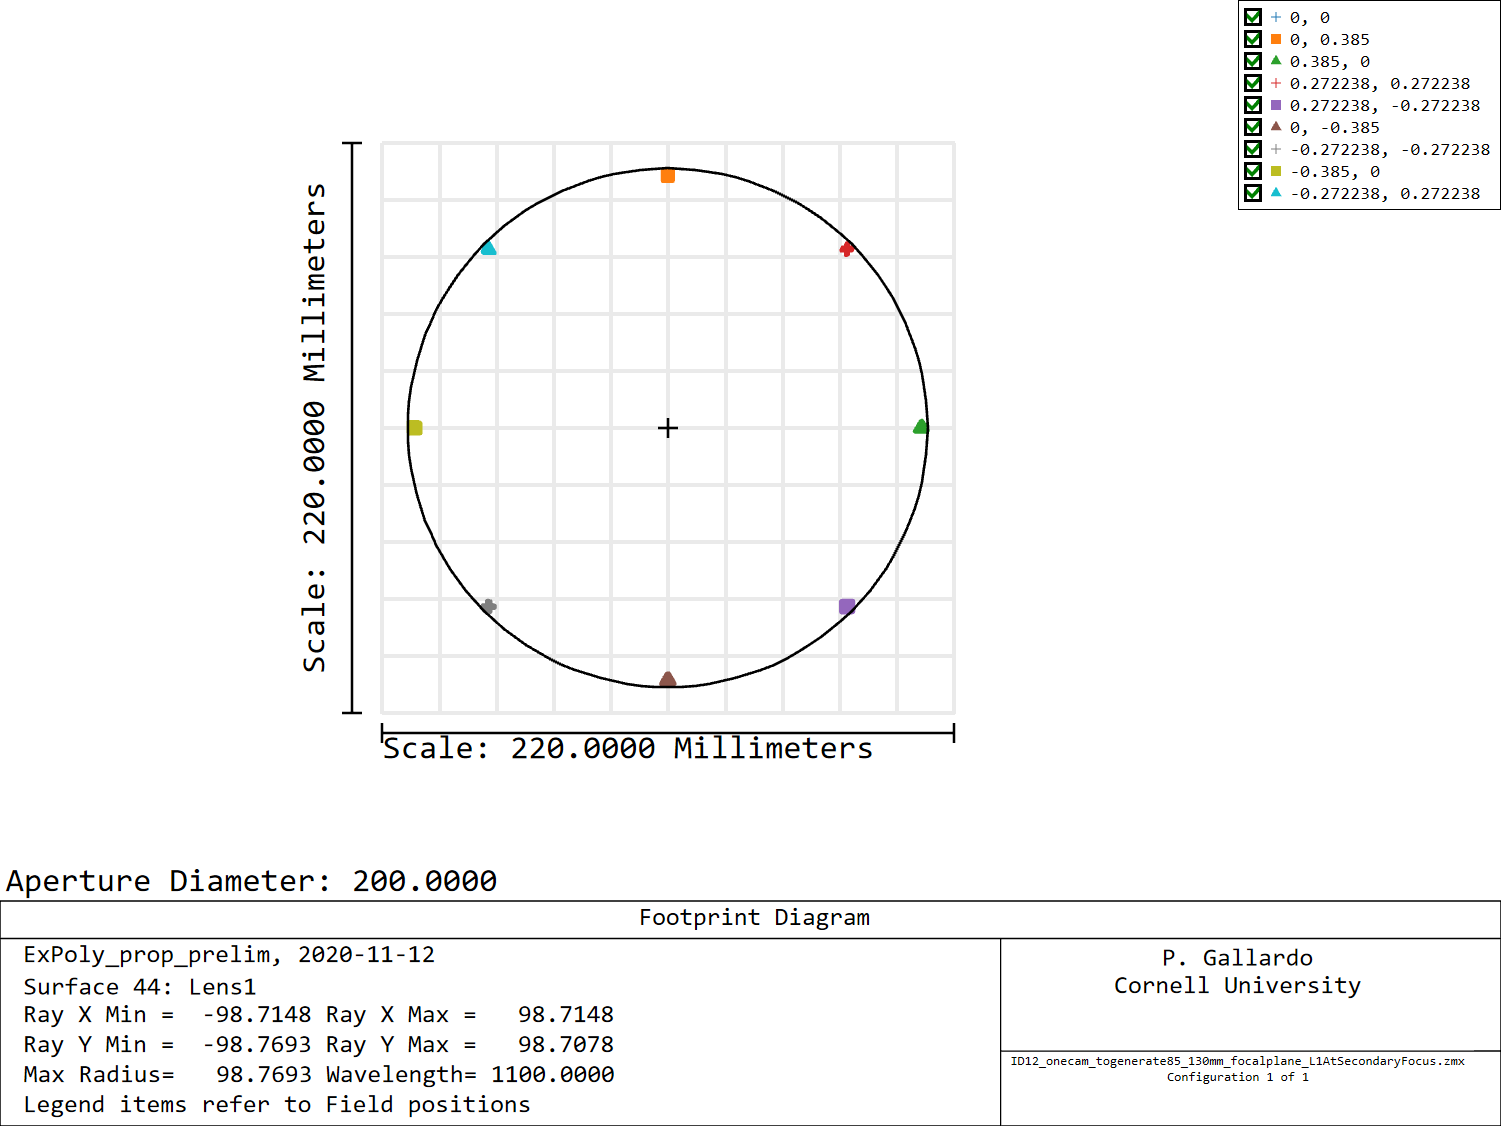 0, 0
0, 0.385
0.385, 0
0.272238, 0.272238
0.272238, -0.272238
0, -0.385
-0.272238, -0.272238
-0.385, 0
-0.272238, 0.272238
Scale: 220.0000 Millimeters
Scale: 220.0000 Millimeters
Aperture Diameter: 200.0000
Footprint Diagram
ExPoly_prop_prelim, 2020-11-12
Surface 44: Lens1
Ray X Min = -98.7148 Ray X Max = 98.7148
Ray Y Min = -98.7693 Ray Y Max = 98.7078
Max Radius= 98.7693 Wavelength= 1100.0000
Legend items refer to Field positions
P. Gallardo
Cornell University
ID12_onecam_togenerate85_130mm_focalplane_L1AtSecondaryFocus.zmx
Configuration 1 of 1